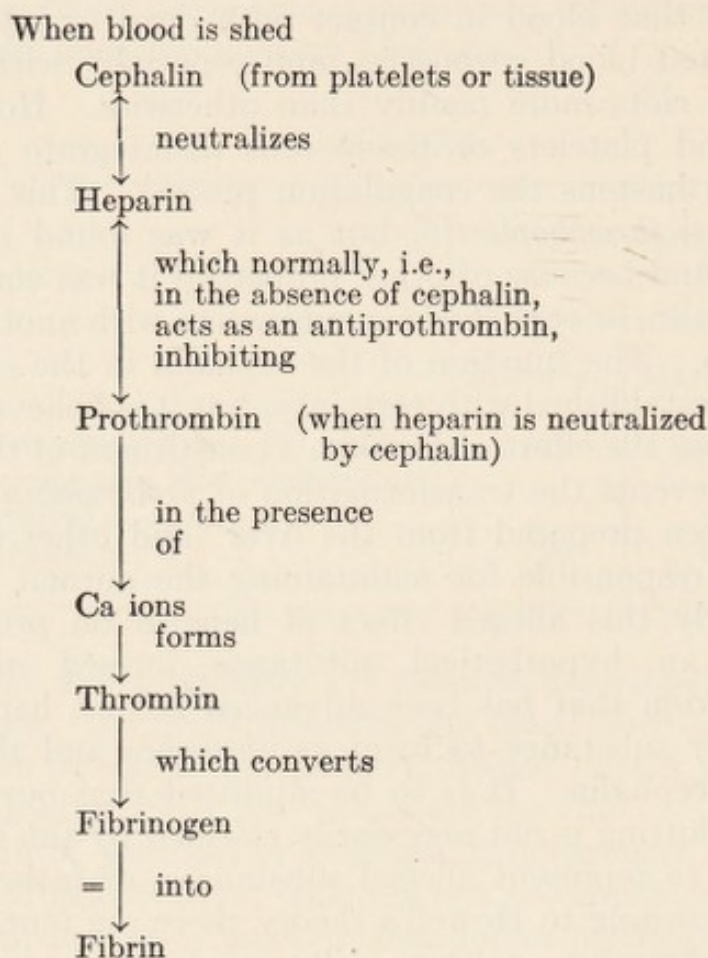 When blood is shed
Cephalin (from platelets or tissue)
neutralizes
Heparin
which normally, i.e.,
in the absence of cephalin,
acts as an antiprothrombin,
inhibiting
Prothrombin (when heparin is neutralized
by cephalin)
in the presence
of
Ca ions
forms
Thrombin
which converts
Fibrinogen
= into
Fibrin